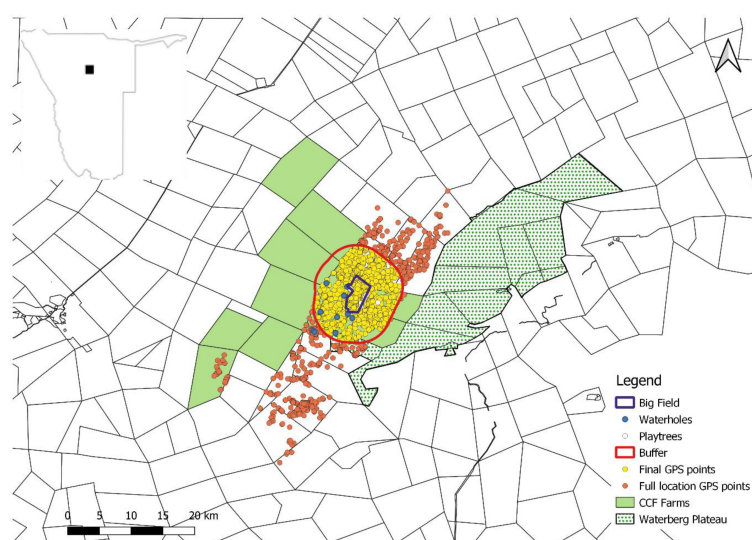 Legend
Big Field
Waterholes
Playtrees
Buffer
Final GPS points
Full location GPS points
CCF Farms
Waterberg Plateau
0 5 10 15 20 km